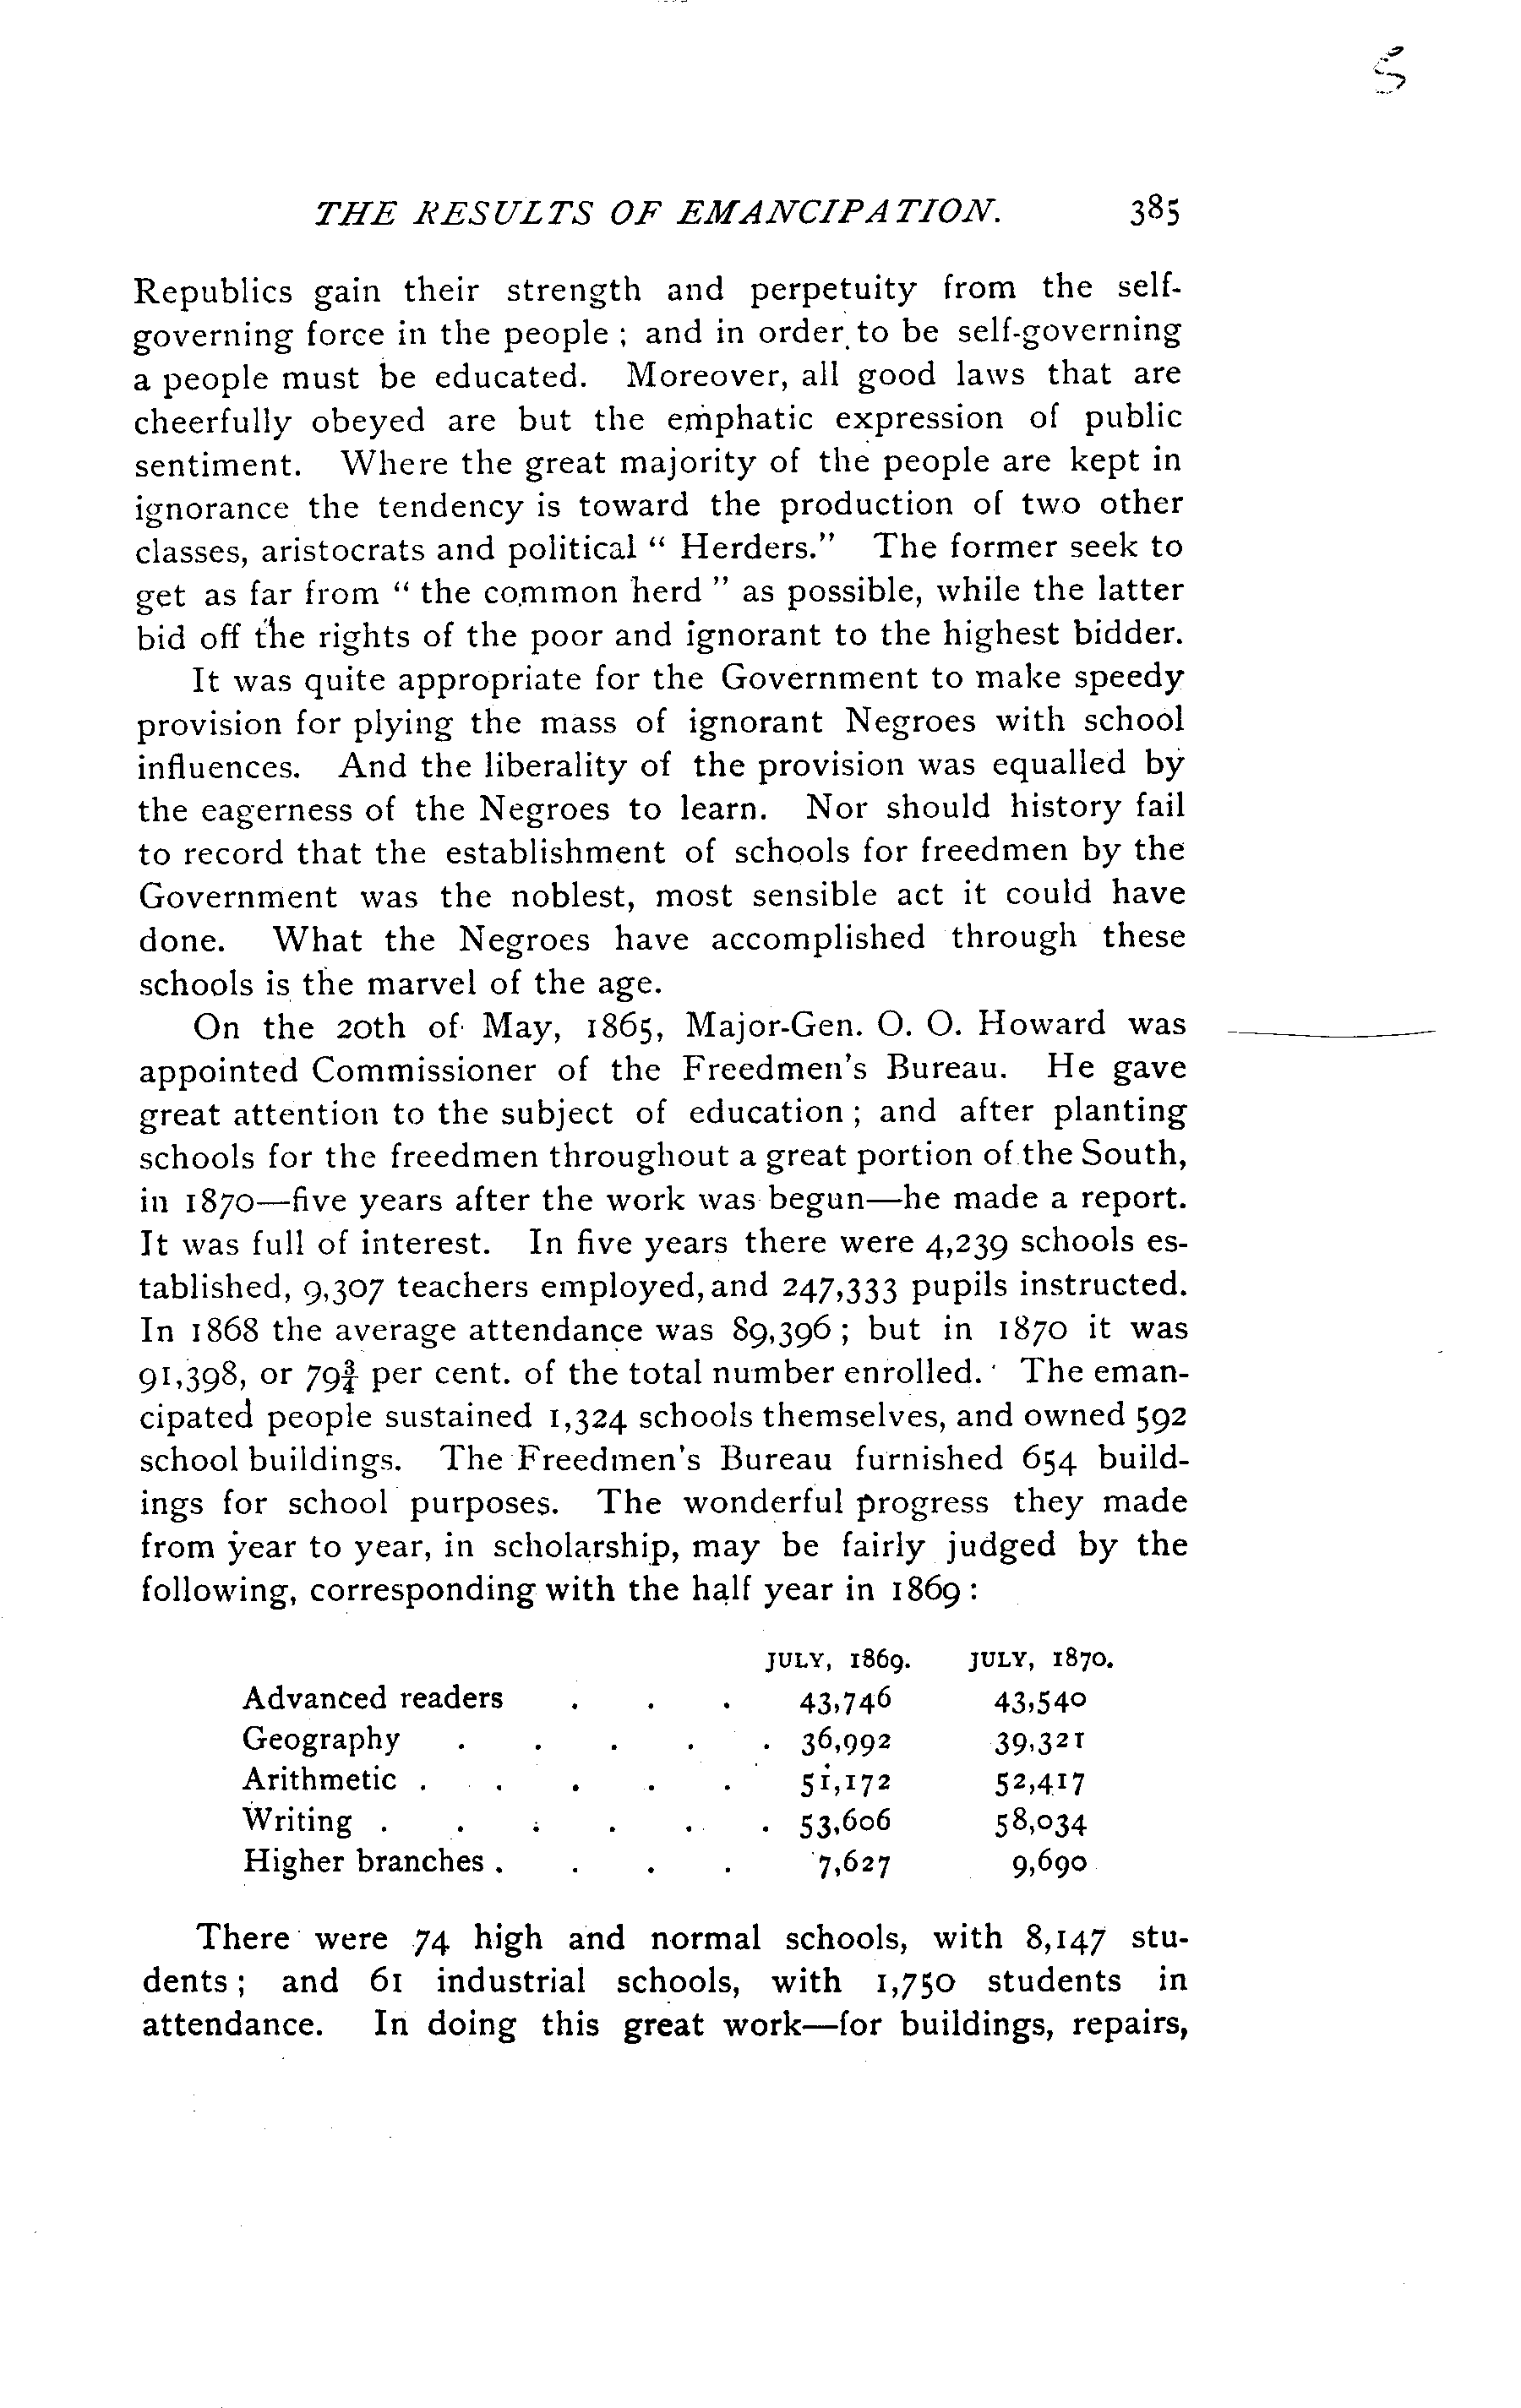 5
THE RESULTS OF EMANCIPATION. 385
Republics gain their strength and perpetuity from the self-
governing force in the people ; and in order to be self-governing
a people must be educated. Moreover, all good laws that are
cheerfully obeyed are but the emphatic expression of public
sentiment. Where the great majority of the people are kept in
ignorance the tendency is toward the production of two other
classes, aristocrats and political “ Herders.” The former seek to
get as far from “ the common herd ” as possible, while the latter
bid off the rights of the poor and ignorant to the highest bidder.
It was quite appropriate for the Government to make speedy
provision for plying the mass of ignorant Negroes with school
influences. And the liberality of the provision was equalled by
the eagerness of the Negroes to learn. Nor should history fail
to record that the establishment of schools for freedmen by the
Government was the noblest, most sensible act it could have
done. What the Negroes have accomplished through these
schools is the marvel of the age.
On the 20th of May, 1865, Major-Gen. O. O. Howard was
appointed Commissioner of the Freedmen's Bureau. He gave
great attention to the subject of education ; and after planting
schools for the freedmen throughout a great portion of the South,
in 1870—five years after the work was begun—he made a report.
It was full of interest. In five years there were 4,239 schools es-
tablished, 9,307 teachers employed, and 247,333 pupils instructed.
In 1868 the average attendance was 89,396 ; but in 1870 it was
91,398, or 79¾ per cent. of the total number enrolled. The eman-
cipated people sustained 1,324 schools themselves, and owned 592
school buildings. The Freedmen's Bureau furnished 654 build-
ings for school purposes. The wonderful progress they made
from year to year, in scholarship, may be fairly judged by the
following, corresponding with the half year in 1869 :
JULY, 1869. JULY, 1870.
Advanced readers . . . 43,746 43,540
Geography . . . . . 36,992 39,321
Arithmetic . . . . . 51,172 52,417
Writing . . . . . . 53,606 58,034
Higher branches . . . . 7,627 9,690
There were 74 high and normal schools, with 8,147 stu-
dents ; and 61 industrial schools, with 1,750 students in
attendance. In doing this great work—for buildings, repairs,